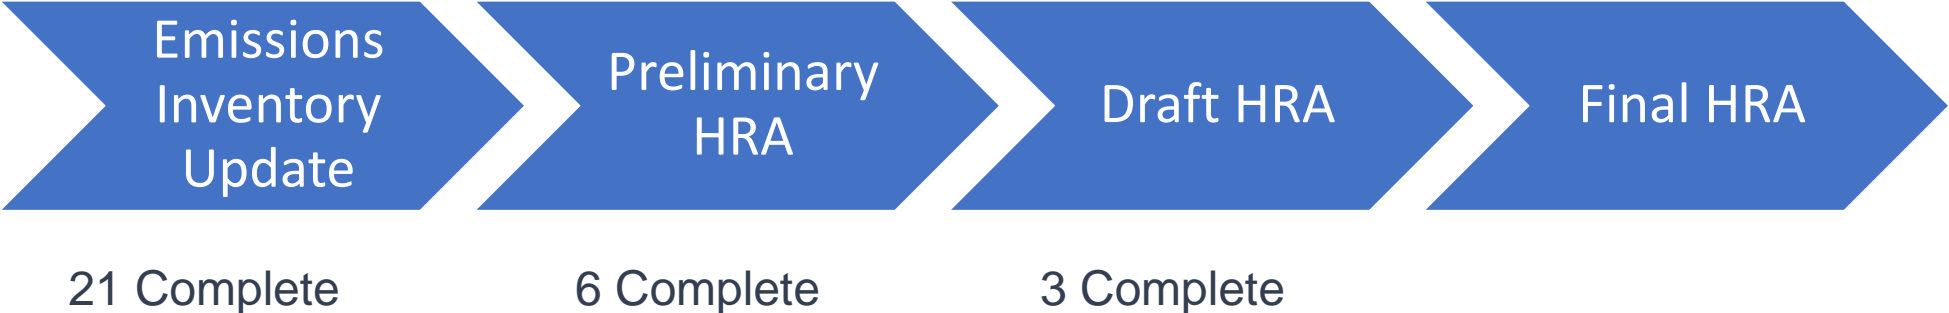 Emissions
Inventory
Update
Preliminary
HRA
Draft HRA
Final HRA
21 Complete
6 Complete
3 Complete